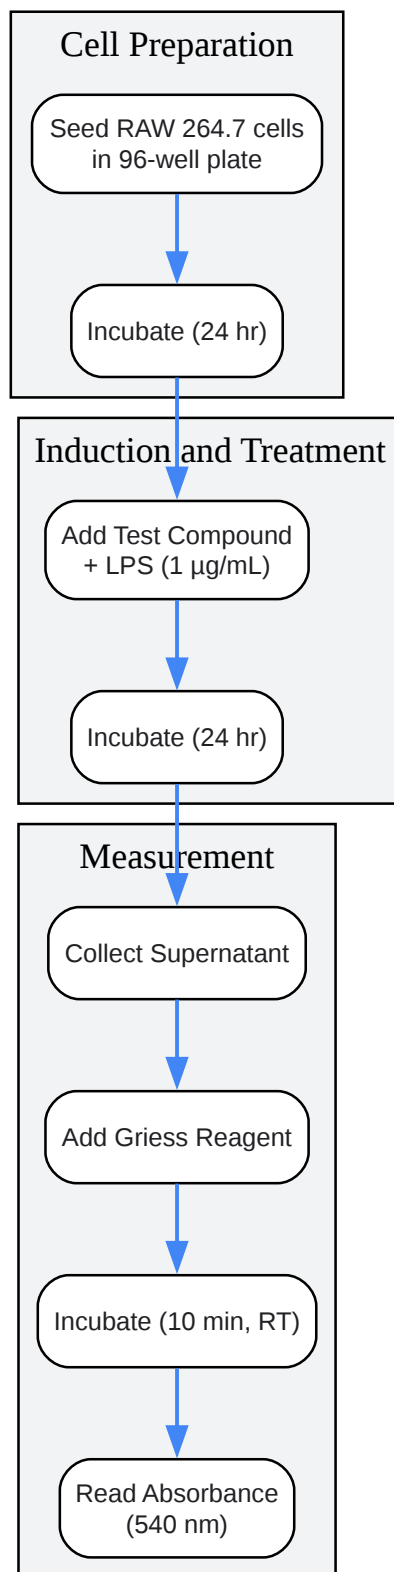 Cell Preparation
Seed RAW 264.7 cells
in 96-well plate
Incubate (24 hr)
Induction and Treatment
Add Test Compound
+ LPS (1 µg/mL)
Incubate (24 hr)
Measurement
Collect Supernatant
Add Griess Reagent
Incubate (10 min, RT)
Read Absorbance
(540 nm)